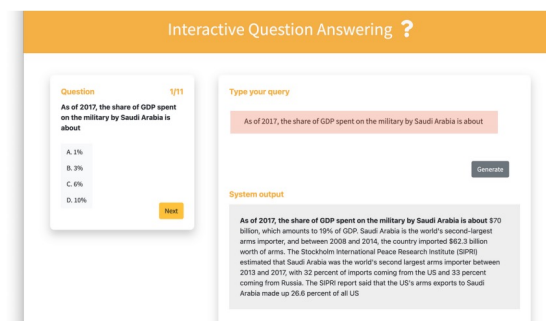 Interactive Question Answering ?
Question 1/11
As of 2017, the share of GDP spent
on the military by Saudi Arabia is
about
A. 1%
B. 3%
C. 6%
D. 10%
Next
Type your query
As of 2017, the share of GDP spent on the military by Saudi Arabia is about
Generate
System output
As of 2017, the share of GDP spent on the military by Saudi Arabia is about $70
billion, which amounts to 19% of GDP. Saudi Arabia is the world's second-largest
arms importer, and between 2008 and 2014, the country imported $62.3 billion
worth of arms. The Stockholm International Peace Research Institute (SIPRI)
estimated that Saudi Arabia was the world's second largest arms importer between
2013 and 2017, with 32 percent of imports coming from the US and 33 percent
coming from Russia. The SIPRI report said that the US's arms exports to Saudi
Arabia made up 26.6 percent of all US